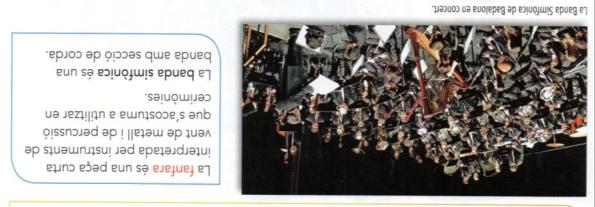 La fanfara és una peça curta
interpretada per instruments de
vent de metall i de percussió
que s'acostuma a utilitzar en
cerimònies.
La banda simfònica és una
banda amb secció de corda.
La Banda Simfònica de Badalona en concert.